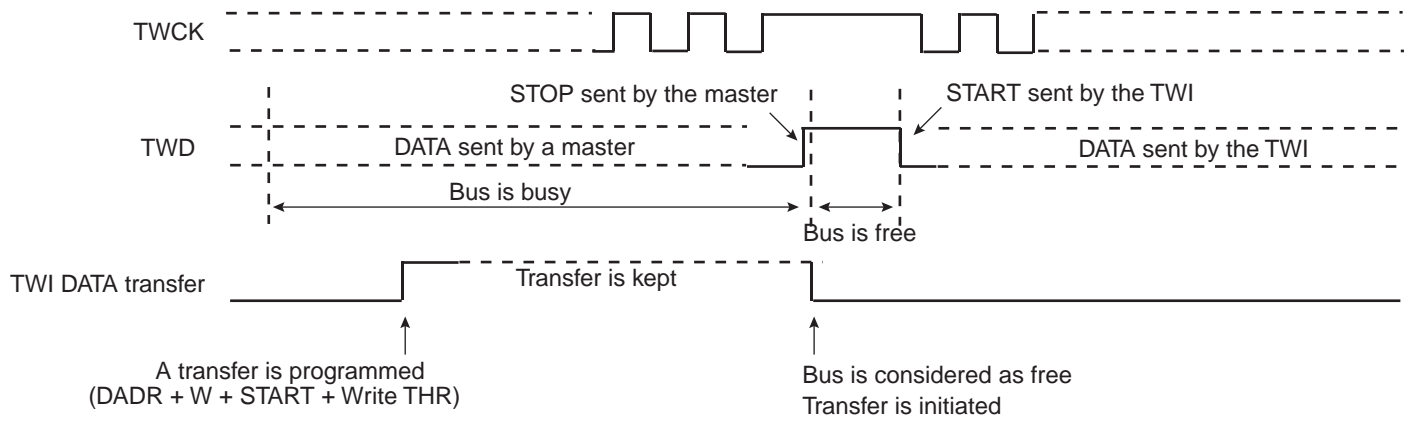 TWCK
STOP sent by the master
START sent by the TWI
TWD
DATA sent by a master
DATA sent by the TWI
Bus is busy
Bus is free
TWI DATA transfer
Transfer is kept
A transfer is programmed
(DADR + W + START + Write THR)
Bus is considered as free
Transfer is initiated